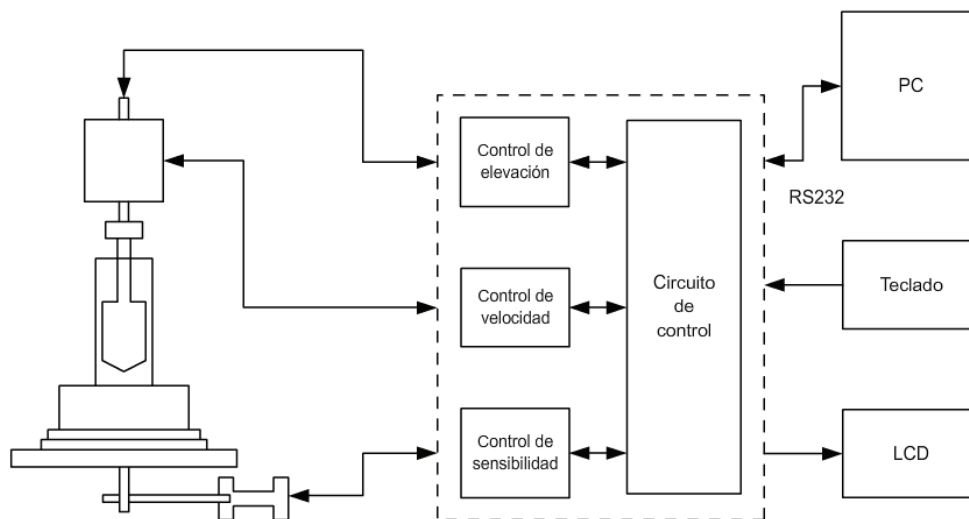 PC
Control de
elevación
RS232
Circuito
de
control
Teclado
Control de
velocidad
Control de
sensibilidad
LCD